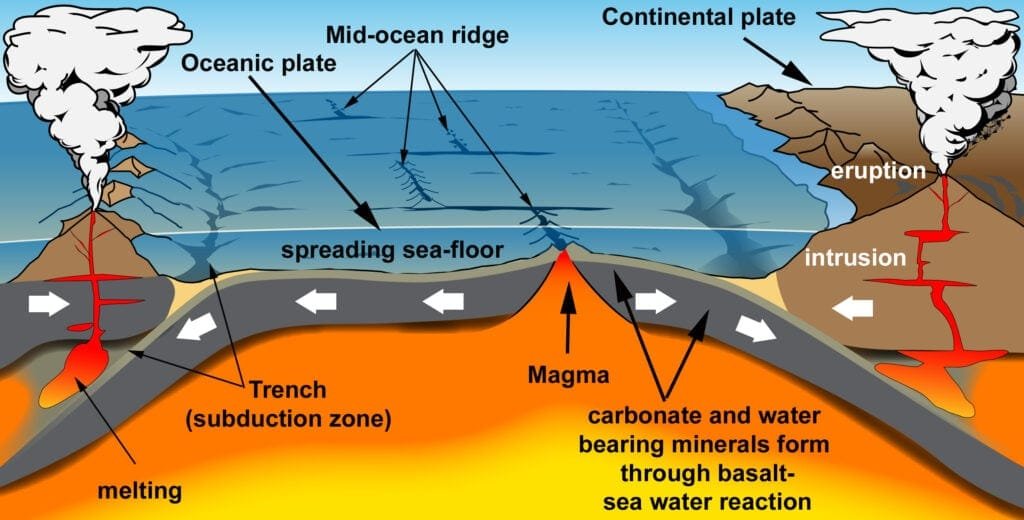 Continental plate
Mid-ocean ridge
Oceanic plate
eruption
spreading sea-floor
intrusion
Magma
Trench
(subduction zone)
carbonate and water
bearing minerals form
through basalt-
sea water reaction
melting